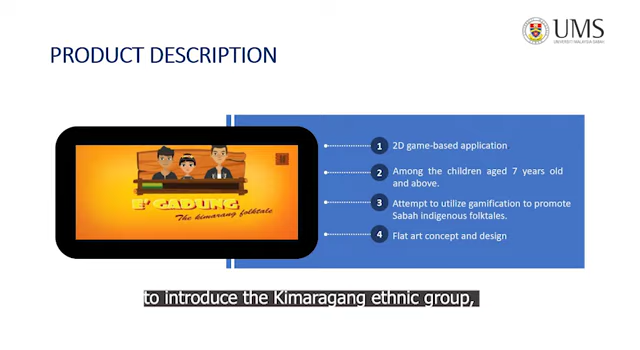 UMS
UNIVERSITI MALAYSIA SABAH
PRODUCT DESCRIPTION
1 2D game-based application
2 Among the children aged 7 years old
and above.
3 Attempt to utilize gamification to promote
Sabah indigenous folktales.
4 Flat art concept and design
E' GADUNG
The kimarang folktale
to introduce the Kimaragang ethnic group,